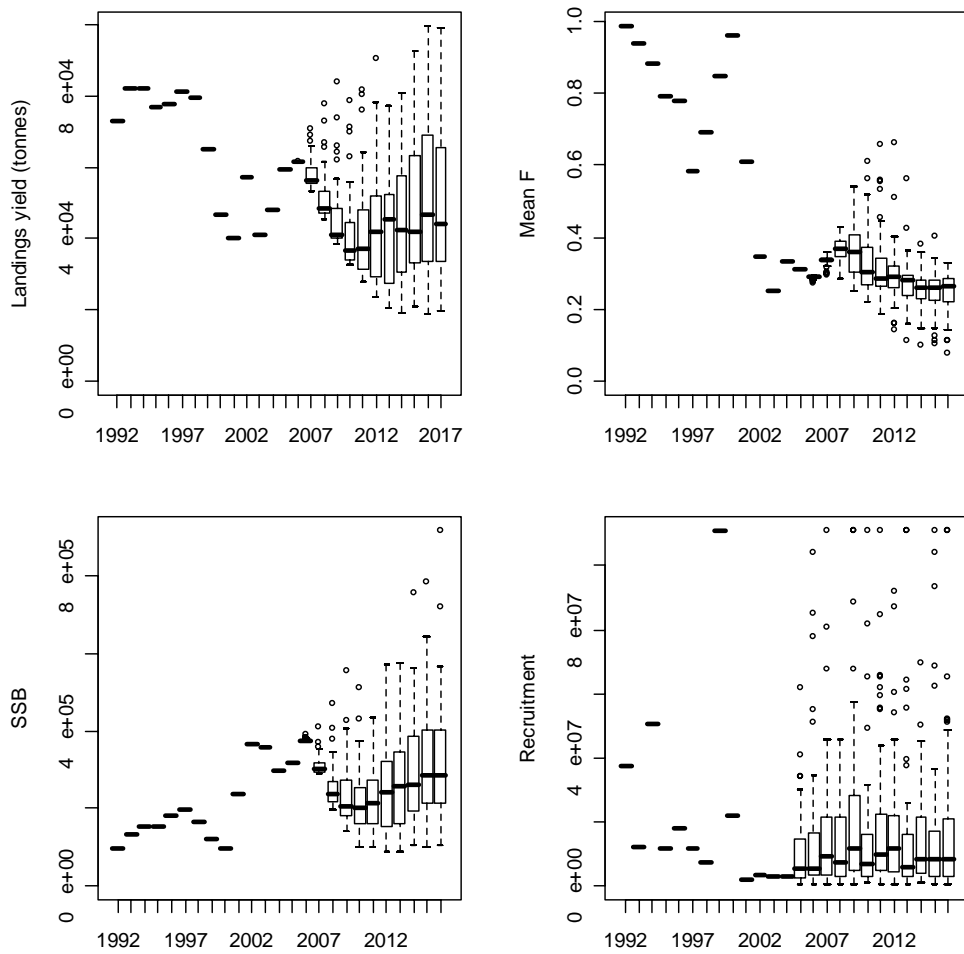 Landings yield (tonnes)
8 e+04
4 e+04
0 e+00
1992 1997 2002 2007 2012 2017
Mean F
1.0
0.8
0.6
0.4
0.2
0.0
1992 1997 2002 2007 2012
SSB
8 e+05
4 e+05
0 e+00
1992 1997 2002 2007 2012
Recruitment
8 e+07
4 e+07
0 e+00
1992 1997 2002 2007 2012